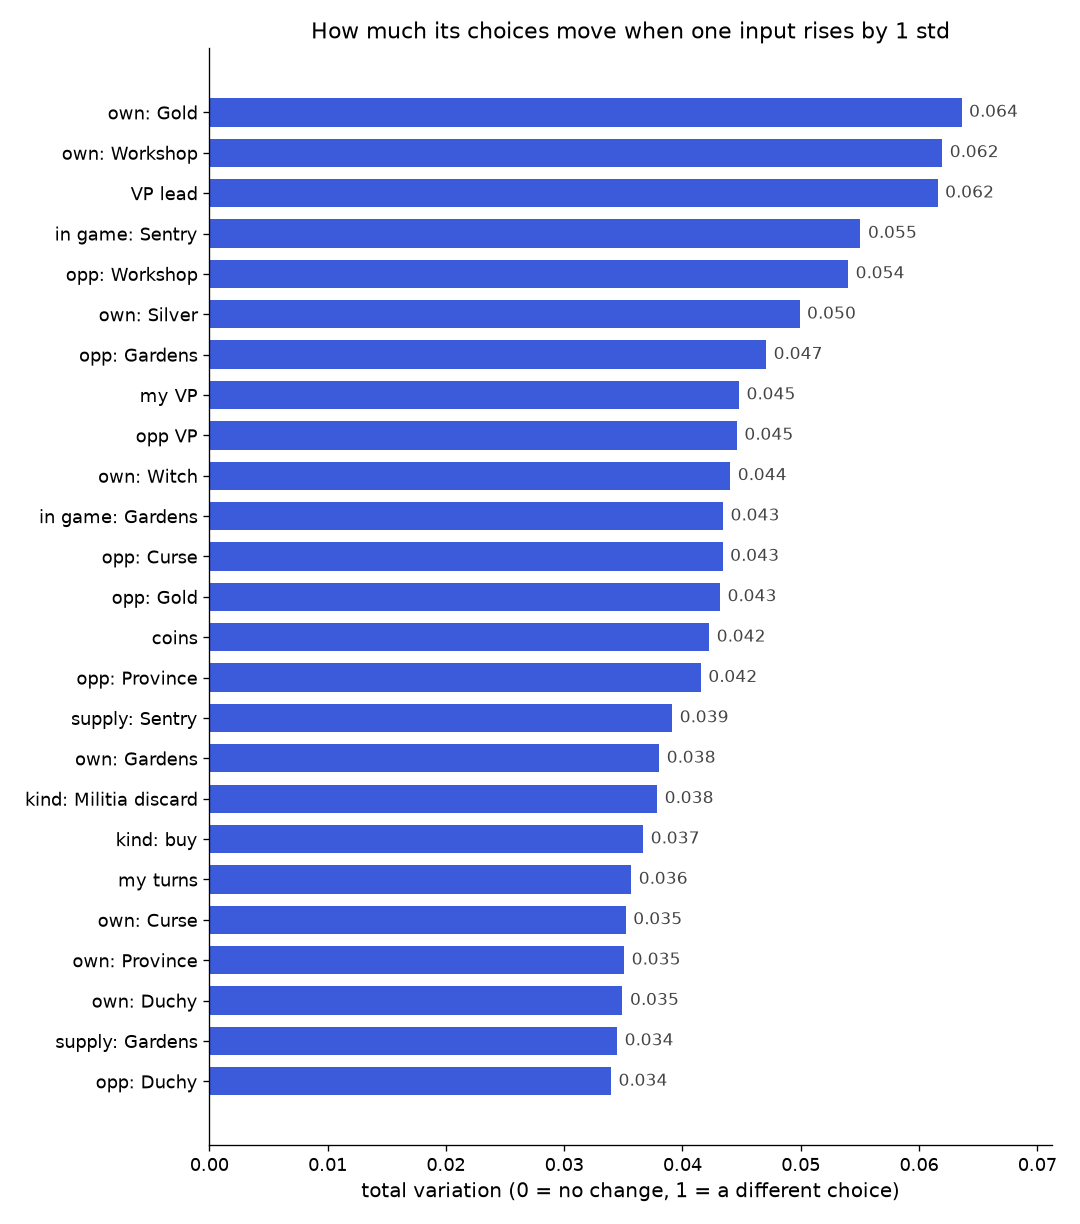 How much its choices move when one input rises by 1 std
own: Gold 0.064
own: Workshop 0.062
VP lead 0.062
in game: Sentry 0.055
opp: Workshop 0.054
own: Silver 0.050
opp: Gardens 0.047
my VP 0.045
opp VP 0.045
own: Witch 0.044
in game: Gardens 0.043
opp: Curse 0.043
opp: Gold 0.043
coins 0.042
opp: Province 0.042
supply: Sentry 0.039
own: Gardens 0.038
kind: Militia discard 0.038
kind: buy 0.037
my turns 0.036
own: Curse 0.035
own: Province 0.035
own: Duchy 0.035
supply: Gardens 0.034
opp: Duchy 0.034
0.00 0.01 0.02 0.03 0.04 0.05 0.06 0.07
total variation (0 = no change, 1 = a different choice)